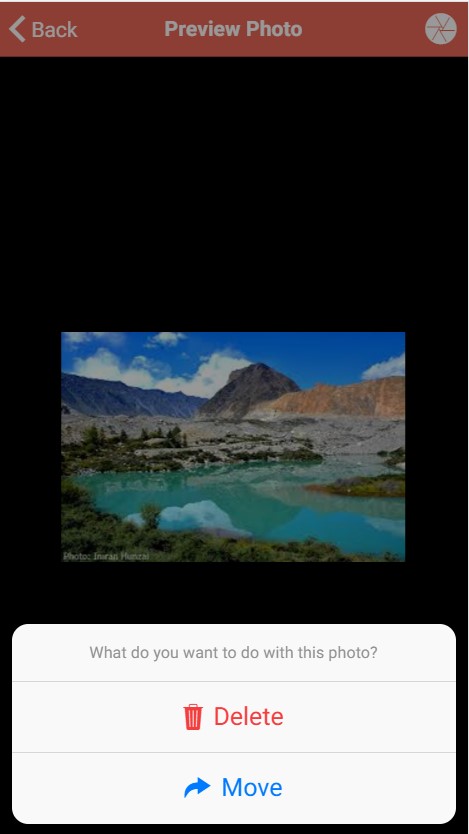 Back
Preview Photo
Photo: Imran Hunzai
What do you want to do with this photo?
Delete
Move